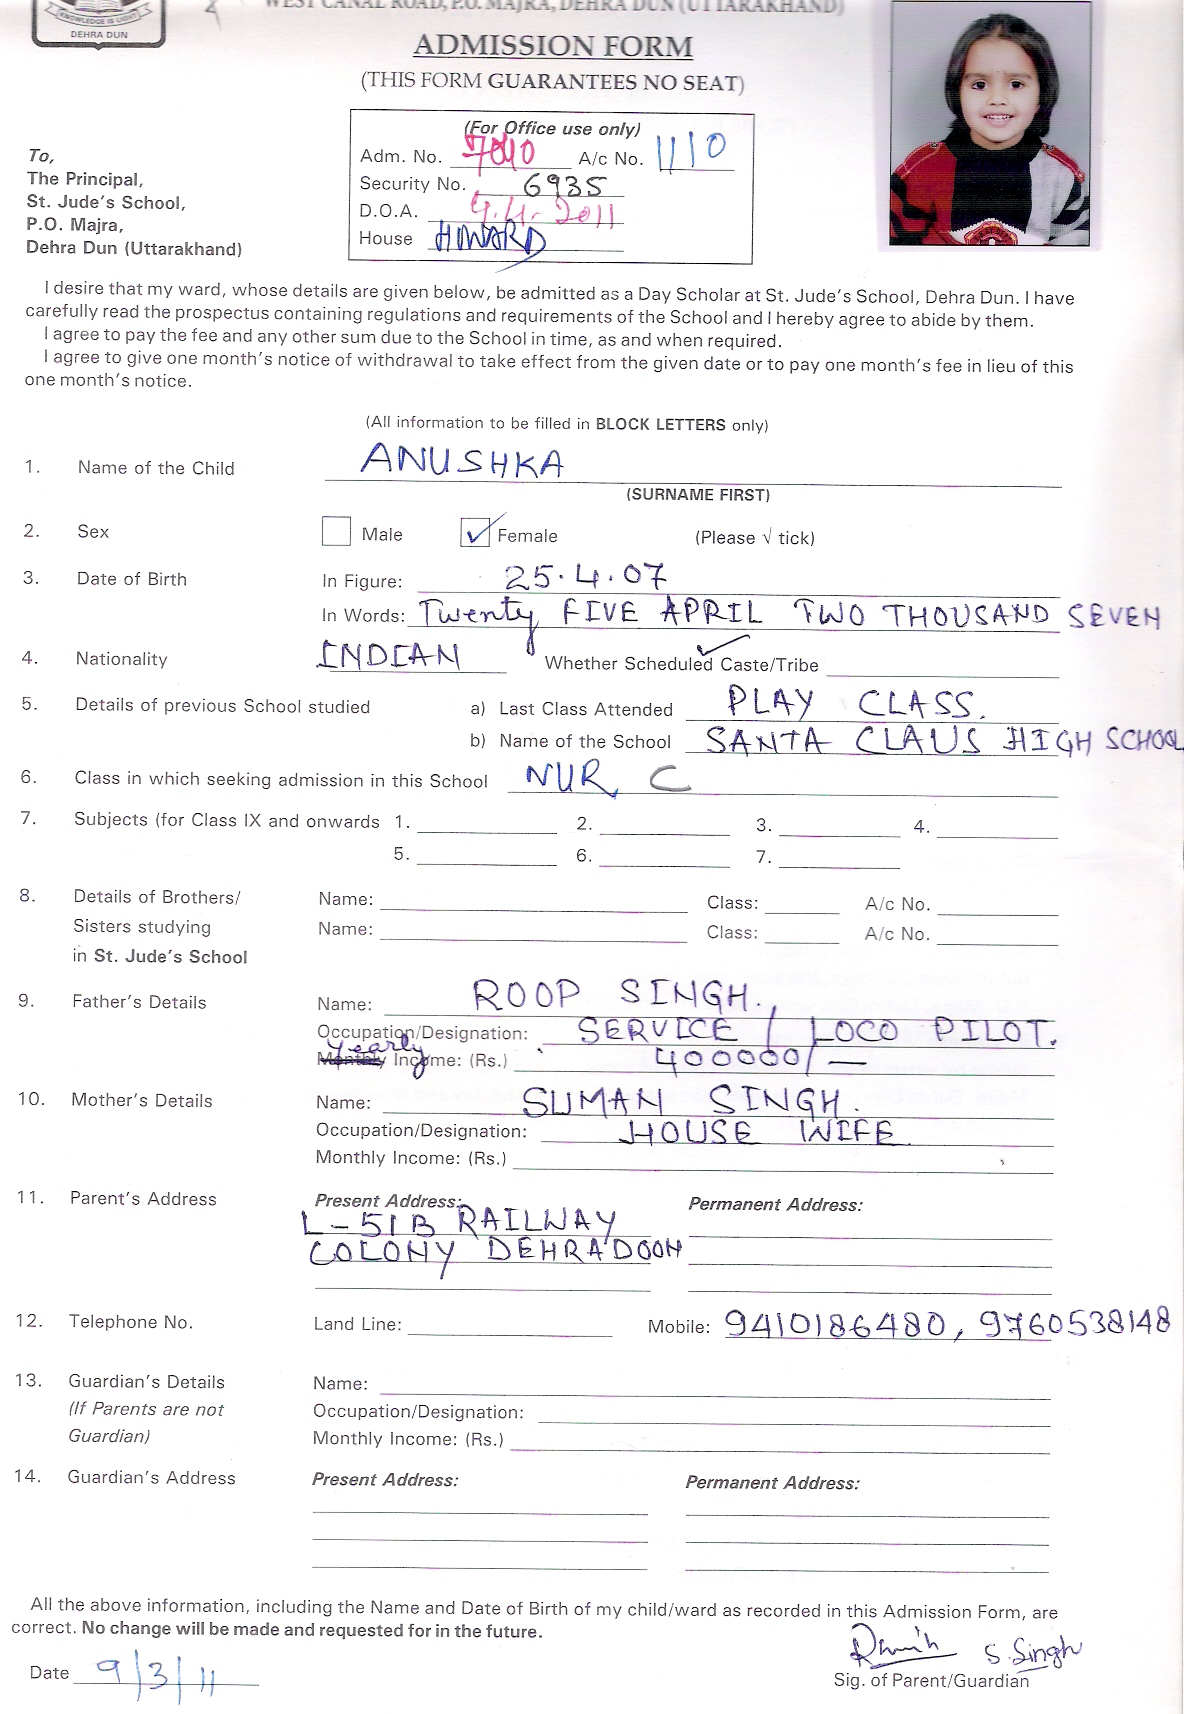 KNOWLEDGE IS LIGHT
DEHRA DUN
WEST CANAL ROAD, P.O. MAJRA, DEHRA DUN (UTTARAKHAND)
ADMISSION FORM
(THIS FORM GUARANTEES NO SEAT)
(For Office use only)
Adm. No. 7040 A/c No. 1110
Security No. 6935
D.O.A. 4.4.2011
House HOWARD
To,
The Principal,
St. Jude's School,
P.O. Majra,
Dehra Dun (Uttarakhand)
I desire that my ward, whose details are given below, be admitted as a Day Scholar at St. Jude's School, Dehra Dun. I have
carefully read the prospectus containing regulations and requirements of the School and I hereby agree to abide by them.
I agree to pay the fee and any other sum due to the School in time, as and when required.
I agree to give one month's notice of withdrawal to take effect from the given date or to pay one month's fee in lieu of this
one month's notice.
(All information to be filled in BLOCK LETTERS only)
1. Name of the Child ANUSHKA
(SURNAME FIRST)
2. Sex Male Female (Please √ tick)
3. Date of Birth In Figure: 25.4.07
In Words: Twenty FIVE APRIL TWO THOUSAND SEVEN
4. Nationality INDIAN Whether Scheduled Caste/Tribe
5. Details of previous School studied a) Last Class Attended PLAY CLASS.
b) Name of the School SANTA CLAUS HIGH SCHOOL
6. Class in which seeking admission in this School NUR C
7. Subjects (for Class IX and onwards 1. 2. 3. 4.
5. 6. 7.
8. Details of Brothers/ Name: Class: A/c No.
Sisters studying Name: Class: A/c No.
in St. Jude's School
9. Father's Details Name: ROOP SINGH.
Occupation/Designation: SERVICE / LOCO PILOT.
Yearly Monthly Income: (Rs.) 400000/—
10. Mother's Details Name: SUMAN SINGH.
Occupation/Designation: HOUSE WIFE
Monthly Income: (Rs.)
11. Parent's Address Present Address: Permanent Address:
L-51B RAILWAY
COLONY DEHRADOON
12. Telephone No. Land Line: Mobile: 9410186480, 9760538148
13. Guardian's Details Name:
(If Parents are not Occupation/Designation:
Guardian) Monthly Income: (Rs.)
14. Guardian's Address Present Address: Permanent Address:
All the above information, including the Name and Date of Birth of my child/ward as recorded in this Admission Form, are
correct. No change will be made and requested for in the future.
S. Singh
Date 9/3/11 Sig. of Parent/Guardian